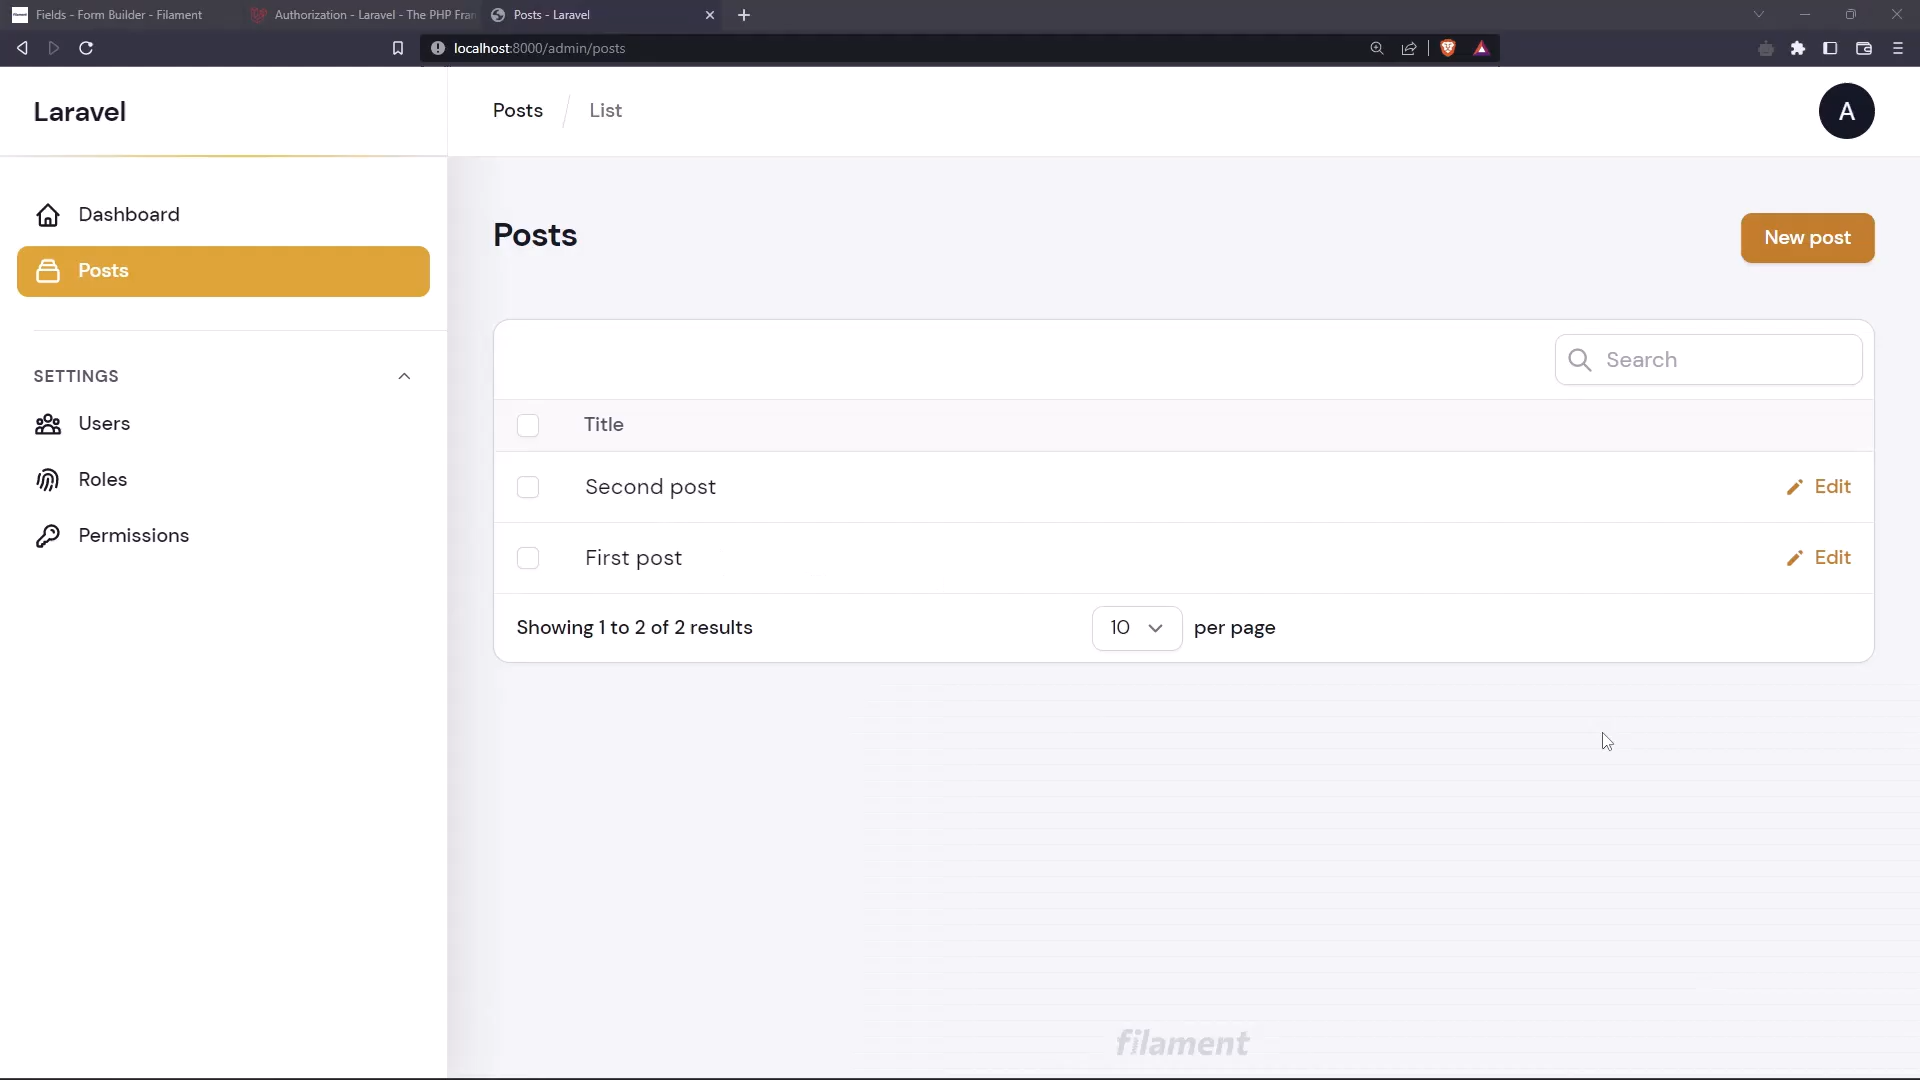 Fields - Form Builder - Filament
Authorization - Laravel - The PHP Fran
Posts - Laravel
localhost:8000/admin/posts
Laravel
Posts
List
A
Dashboard
Posts
Posts
New post
SETTINGS
Search
Users
Title
Roles
Second post
Edit
Permissions
First post
Edit
Showing 1 to 2 of 2 results
10
per page
filament